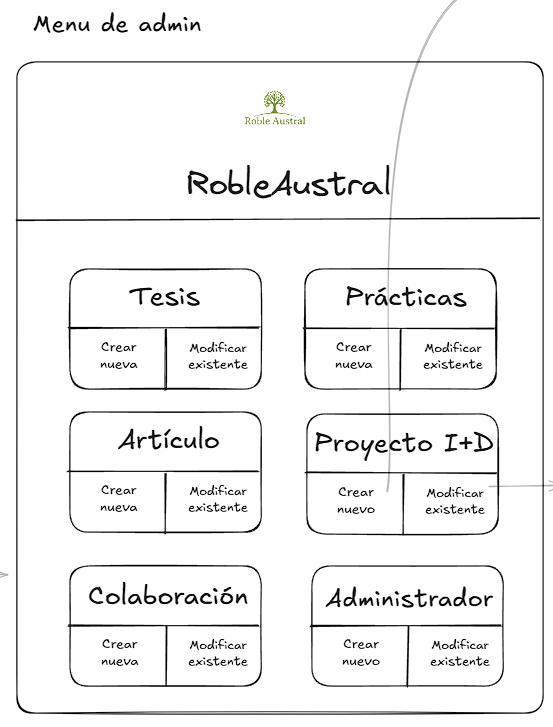 Menu de admin
Roble Austral
RobleAustral
Tesis
Crear
nueva
Modificar
existente
Prácticas
Crear
nueva
Modificar
existente
Artículo
Crear
nueva
Modificar
existente
Proyecto I+D
Crear
nuevo
Modificar
existente
Colaboración
Crear
nueva
Modificar
existente
Administrador
Crear
nuevo
Modificar
existente